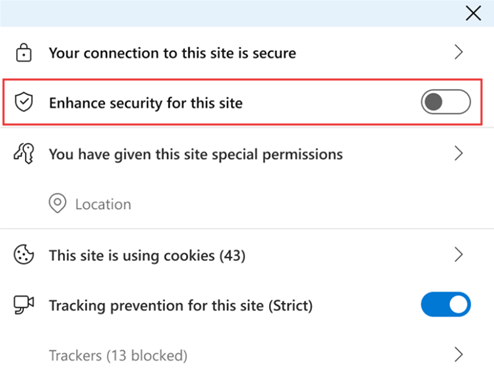 Your connection to this site is secure
Enhance security for this site
You have given this site special permissions
Location
This site is using cookies (43)
Tracking prevention for this site (Strict)
Trackers (13 blocked)